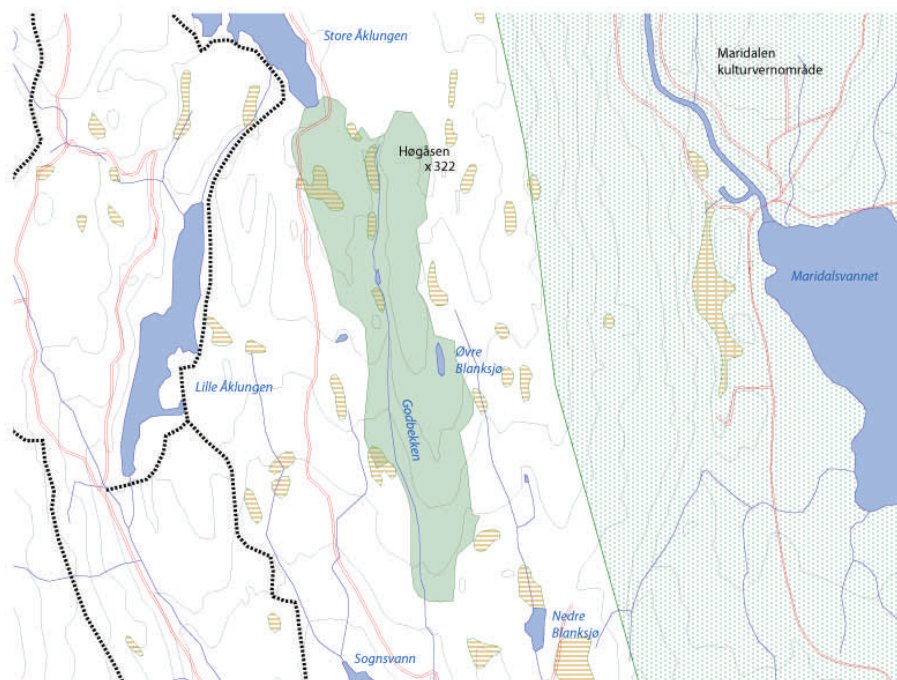 Store Åklungen
Maridalen
kulturvernområde
Høgåsen
x 322
Maridalsvannet
Øvre
Blanksjø
Lille Åklungen
Godbekken
Nedre
Blanksjø
Sognsvann